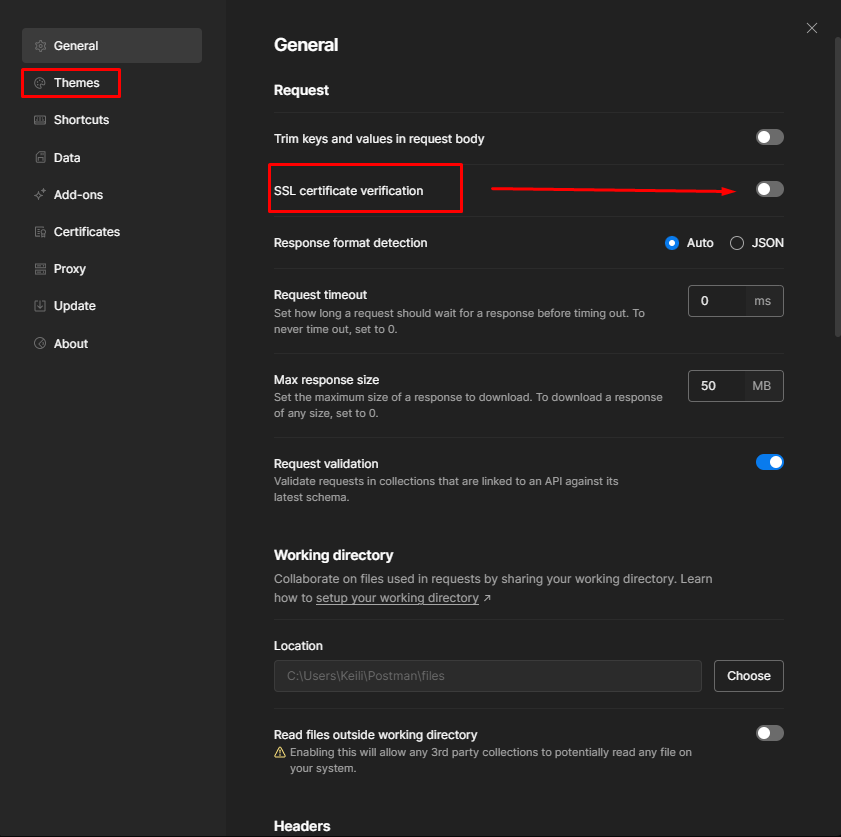 General
Themes
Shortcuts
Data
Add-ons
Certificates
Proxy
Update
About
General
Request
Trim keys and values in request body
SSL certificate verification
Response format detection
Auto
JSON
Request timeout
Set how long a request should wait for a response before timing out. To
never time out, set to 0.
0 ms
Max response size
Set the maximum size of a response to download. To download a response
of any size, set to 0.
50 MB
Request validation
Validate requests in collections that are linked to an API against its
latest schema.
Working directory
Collaborate on files used in requests by sharing your working directory. Learn
how to setup your working directory ↗
Location
C:\Users\Keili\Postman\files
Choose
Read files outside working directory
Enabling this will allow any 3rd party collections to potentially read any file on
your system.
Headers